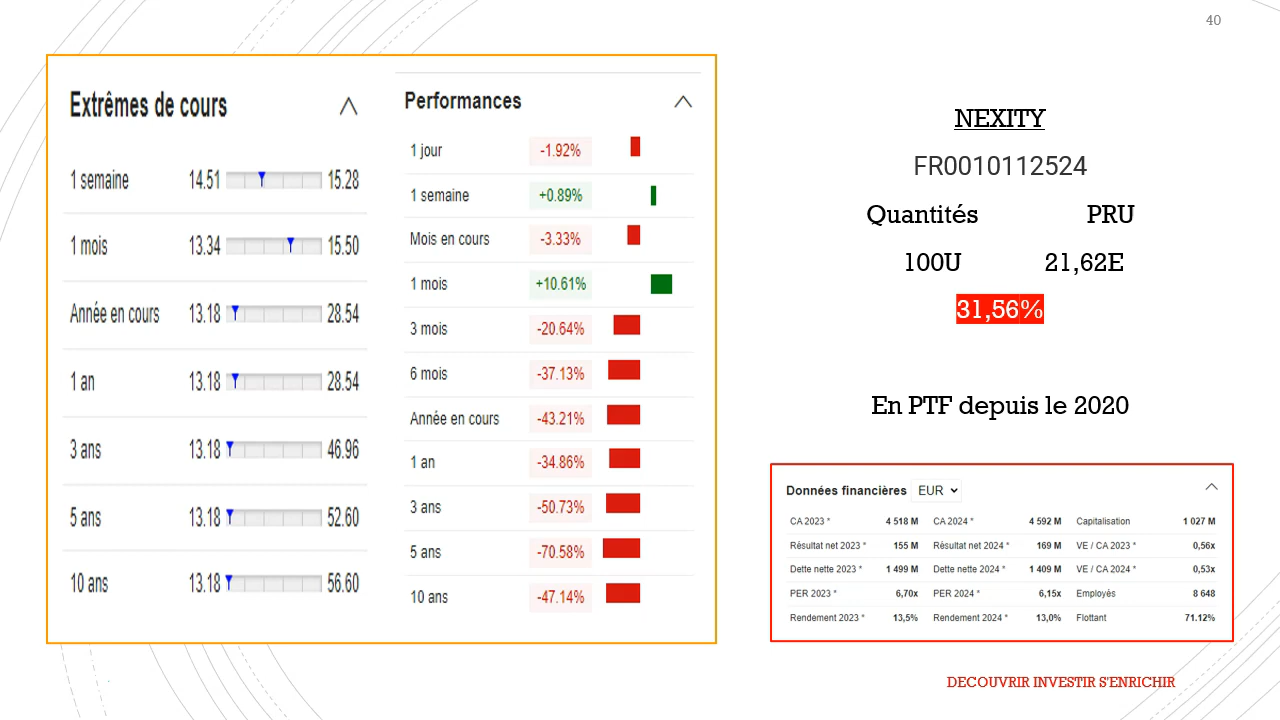 40
Extrêmes de cours
1 semaine 14.51 15.28
1 mois 13.34 15.50
Année en cours 13.18 28.54
1 an 13.18 28.54
3 ans 13.18 46.96
5 ans 13.18 52.60
10 ans 13.18 56.60
Performances
1 jour -1.92%
1 semaine +0.89%
Mois en cours -3.33%
1 mois +10.61%
3 mois -20.64%
6 mois -37.13%
Année en cours -43.21%
1 an -34.86%
3 ans -50.73%
5 ans -70.58%
10 ans -47.14%
NEXITY
FR0010112524
Quantités PRU
100U 21,62E
31,56%
En PTF depuis le 2020
Données financières EUR
CA 2023 * 4 518 M CA 2024 * 4 592 M Capitalisation 1 027 M
Résultat net 2023 * 155 M Résultat net 2024 * 169 M VE / CA 2023 * 0,56x
Dette nette 2023 * 1 499 M Dette nette 2024 * 1 409 M VE / CA 2024 * 0,53x
PER 2023 * 6,70x PER 2024 * 6,15x Employés 8 648
Rendement 2023 * 13,5% Rendement 2024 * 13,0% Flottant 71.12%
DECOUVRIR INVESTIR S'ENRICHIR